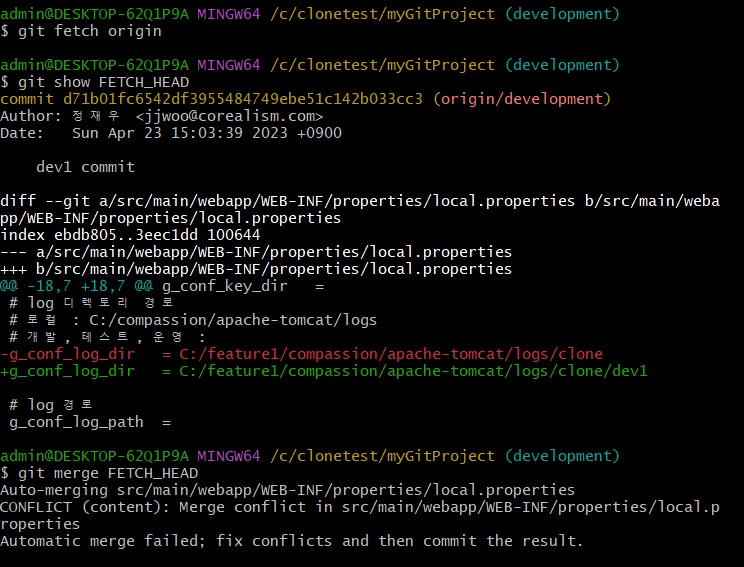 admin@DESKTOP-62Q1P9A MINGW64 /c/clonetest/myGitProject (development)
$ git fetch origin
admin@DESKTOP-62Q1P9A MINGW64 /c/clonetest/myGitProject (development)
$ git show FETCH_HEAD
commit d71b01fc6542df3955484749ebe51c142b033cc3 (origin/development)
Author: 정재우 <jjwoo@corealism.com>
Date:   Sun Apr 23 15:03:39 2023 +0900
    dev1 commit
diff --git a/src/main/webapp/WEB-INF/properties/local.properties b/src/main/weba
pp/WEB-INF/properties/local.properties
index ebdb805..3eec1dd 100644
--- a/src/main/webapp/WEB-INF/properties/local.properties
+++ b/src/main/webapp/WEB-INF/properties/local.properties
@@ -18,7 +18,7 @@ g_conf_key_dir   =
 # log 디렉토리 경로
 # 로컬 : C:/compassion/apache-tomcat/logs
 # 개발, 테스트, 운영 :
-g_conf_log_dir   = C:/feature1/compassion/apache-tomcat/logs/clone
+g_conf_log_dir   = C:/feature1/compassion/apache-tomcat/logs/clone/dev1
 # log 경로
 g_conf_log_path  =
admin@DESKTOP-62Q1P9A MINGW64 /c/clonetest/myGitProject (development)
$ git merge FETCH_HEAD
Auto-merging src/main/webapp/WEB-INF/properties/local.properties
CONFLICT (content): Merge conflict in src/main/webapp/WEB-INF/properties/local.p
roperties
Automatic merge failed; fix conflicts and then commit the result.